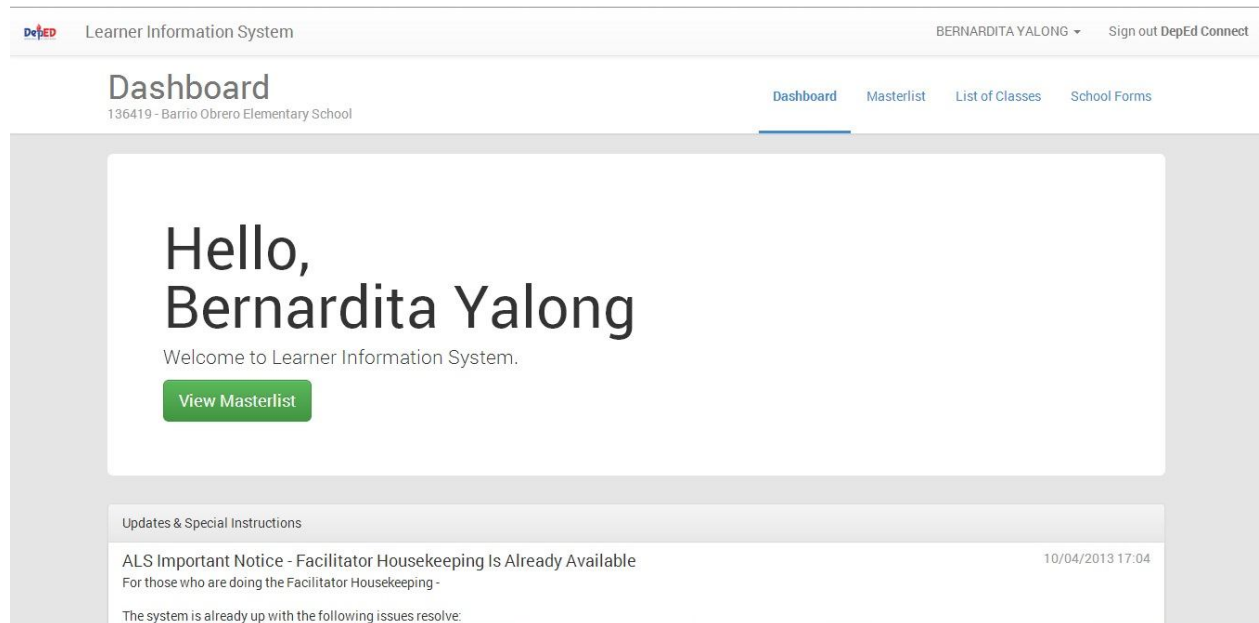 DepED Learner Information System BERNARDITA YALONG Sign out DepEd Connect
Dashboard
136419 - Barrio Obrero Elementary School
Dashboard Masterlist List of Classes School Forms
Hello,
Bernardita Yalong
Welcome to Learner Information System.
View Masterlist
Updates & Special Instructions
ALS Important Notice - Facilitator Housekeeping Is Already Available 10/04/2013 17:04
For those who are doing the Facilitator Housekeeping -
The system is already up with the following issues resolve: